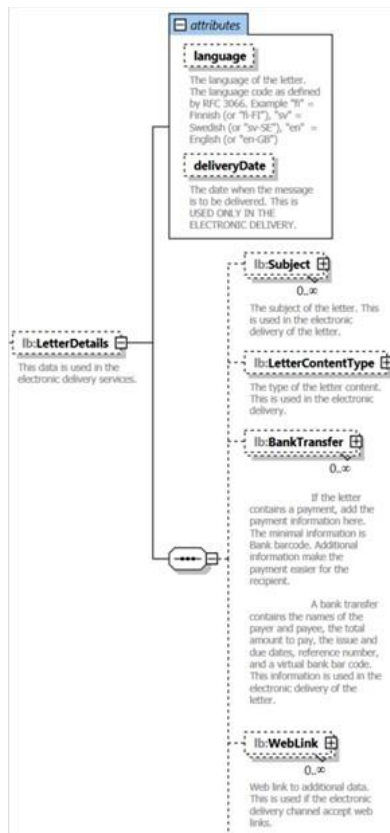 attributes
language
The language of the letter.
The language code as defined
by RFC 3066. Example "fi" =
Finnish (or "fi-FI"), "sv" =
Swedish (or "sv-SE"), "en" =
English (or "en-GB")
deliveryDate
The date when the message
is to be delivered. This is
USED ONLY IN THE
ELECTRONIC DELIVERY.
lb:LetterDetails
This data is used in the
electronic delivery services.
lb:Subject
0..∞
The subject of the letter. This
is used in the electronic
delivery of the letter.
lb:LetterContentType
The type of the letter content.
This is used in the electronic
delivery.
lb:BankTransfer
0..∞
If the letter
contains a payment, add the
payment information here.
The minimal information is
Bank barcode. Additional
information make the
payment easier for the
recipient.
A bank transfer
contains the names of the
payer and payee, the total
amount to pay, the issue and
due dates, reference number,
and a virtual bank bar code.
This information is used in the
electronic delivery of the
letter.
lb:WebLink
0..∞
Web link to additional data.
This is used if the electronic
delivery channel accept web
links.